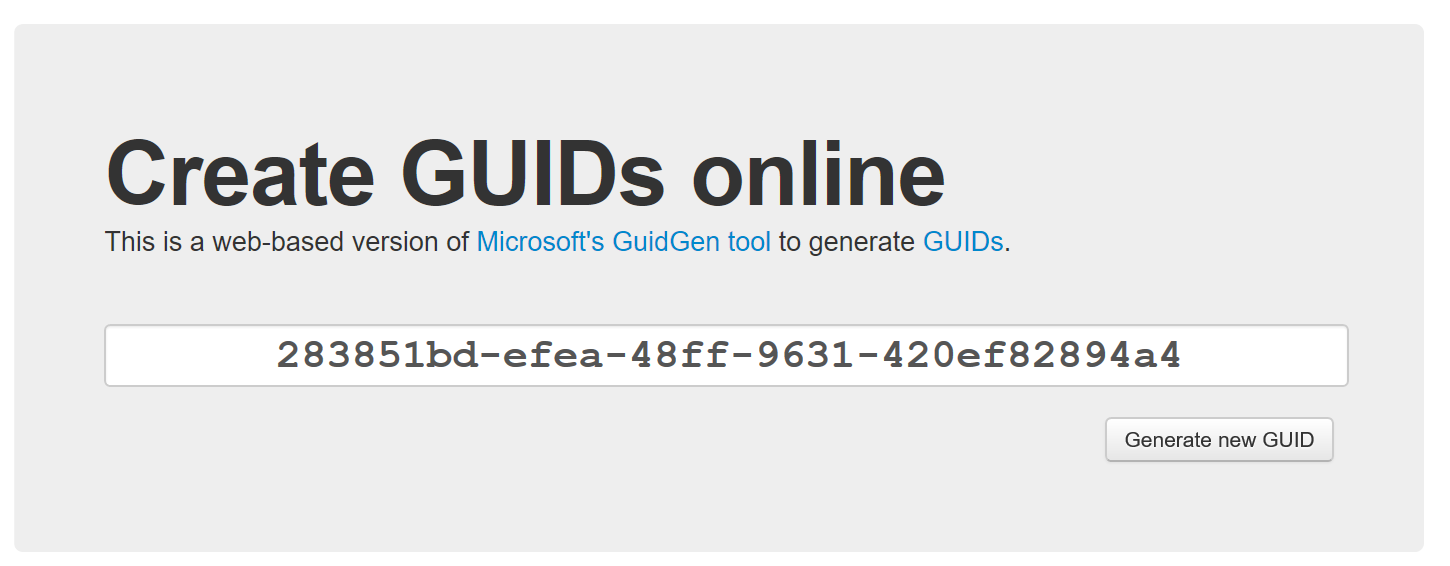 Create GUIDs online
This is a web-based version of Microsoft's GuidGen tool to generate GUIDs.
283851bd-efea-48ff-9631-420ef82894a4
Generate new GUID